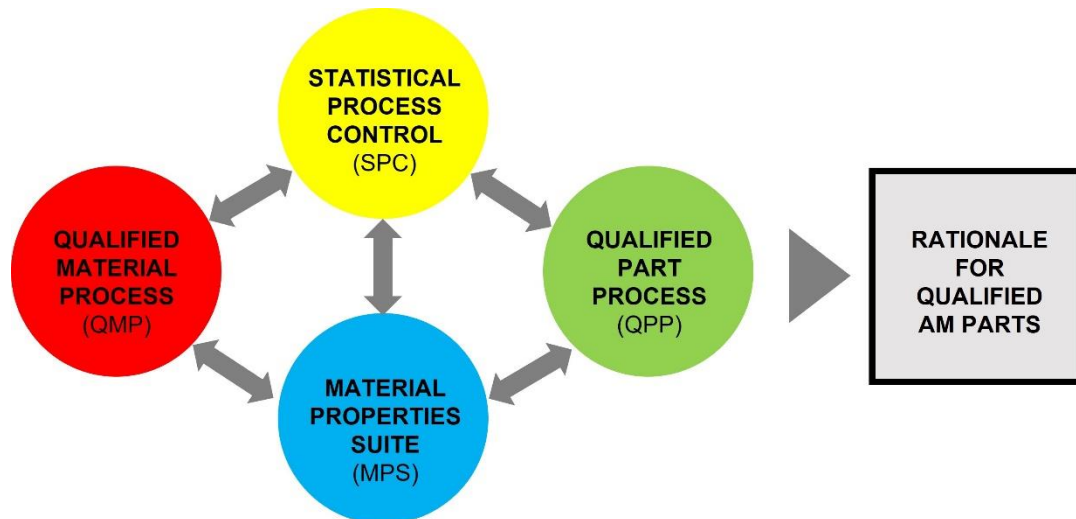 STATISTICAL
PROCESS
CONTROL
(SPC)
QUALIFIED
MATERIAL
PROCESS
(QMP)
QUALIFIED
PART
PROCESS
(QPP)
RATIONALE
FOR
QUALIFIED
AM PARTS
MATERIAL
PROPERTIES
SUITE
(MPS)